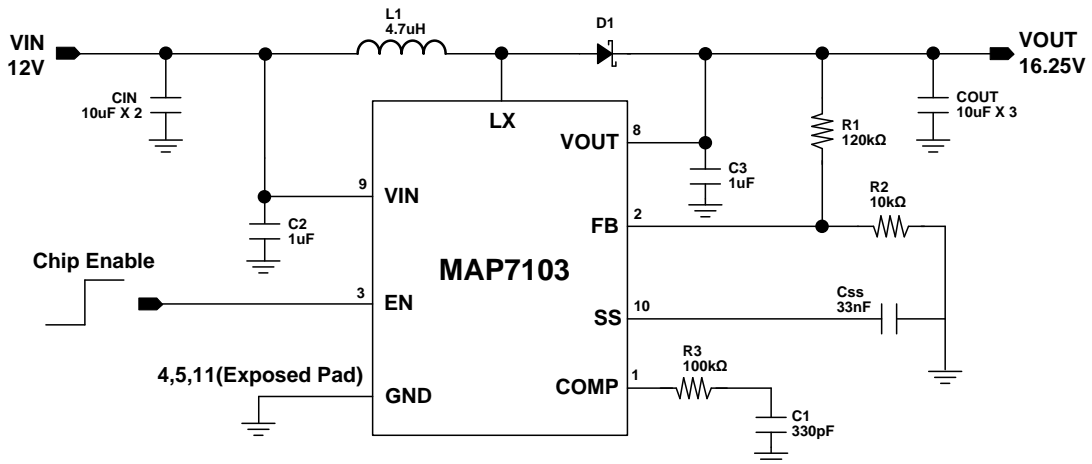 L1
4.7uH
D1
VIN
12V
VOUT
16.25V
CIN
10uF X 2
COUT
10uF X 3
LX
R1
120kΩ
VOUT
8
C3
1uF
9
VIN
R2
10kΩ
FB
2
C2
1uF
MAP7103
Chip Enable
3
EN
Css
33nF
SS
10
R3
100kΩ
4,5,11(Exposed Pad)
GND
COMP
1
C1
330pF